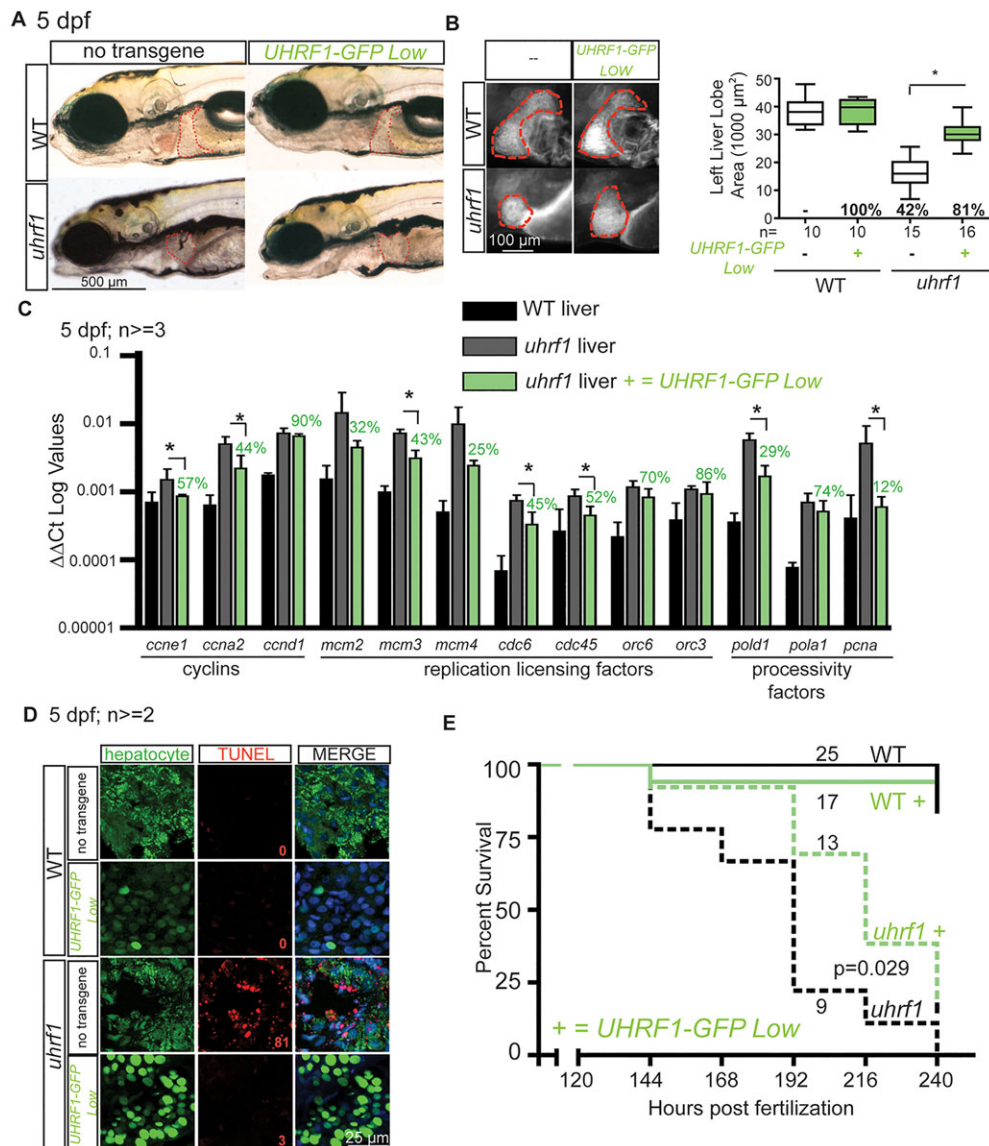 A 5 dpf
no transgene
UHRF1-GFP Low
WT
uhrf1
500 µm
B
--
UHRF1-GFP
LOW
WT
uhrf1
100 µm
Left Liver Lobe
Area (1000 µm²)
50
40
30
20
10
0
*
- 100% 42% 81%
n= 10 10 15 16
UHRF1-GFP
Low
- + - +
WT uhrf1
C
5 dpf; n>=3
WT liver
uhrf1 liver
uhrf1 liver + = UHRF1-GFP Low
ΔΔCt Log Values
0.1
0.01
0.001
0.0001
0.00001
* 57%
* 44%
90%
32%
* 43%
25%
* 45%
* 52%
70%
86%
* 29%
74%
* 12%
ccne1 ccna2 ccnd1 mcm2 mcm3 mcm4 cdc6 cdc45 orc6 orc3 pold1 pola1 pcna
cyclins replication licensing factors processivity
factors
D 5 dpf; n>=2
hepatocyte TUNEL MERGE
WT
no transgene
0
UHRF1-GFP
Low
0
uhrf1
no transgene
81
UHRF1-GFP
Low
3
25 µm
E
Percent Survival
100
75
50
25
0
25 WT
17 WT +
13
uhrf1 +
p=0.029
9 uhrf1
+ = UHRF1-GFP Low
120 144 168 192 216 240
Hours post fertilization